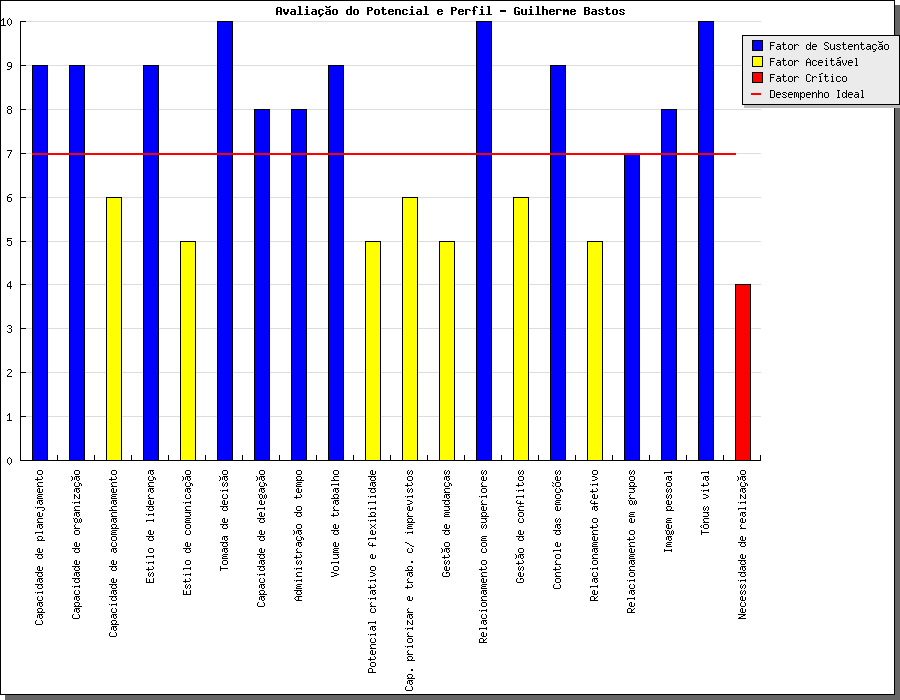 Avaliação do Potencial e Perfil - Guilherme Bastos
Fator de Sustentação
Fator Aceitável
Fator Crítico
Desempenho Ideal
10
9
8
7
6
5
4
3
2
1
0
Capacidade de planejamento
Capacidade de organização
Capacidade de acompanhamento
Estilo de liderança
Estilo de comunicação
Tomada de decisão
Capacidade de delegação
Administração do tempo
Volume de trabalho
Potencial criativo e flexibilidade
Cap. priorizar e trab. c/ imprevistos
Gestão de mudanças
Relacionamento com superiores
Gestão de conflitos
Controle das emoções
Relacionamento afetivo
Relacionamento em grupos
Imagem pessoal
Tônus vital
Necessidade de realização